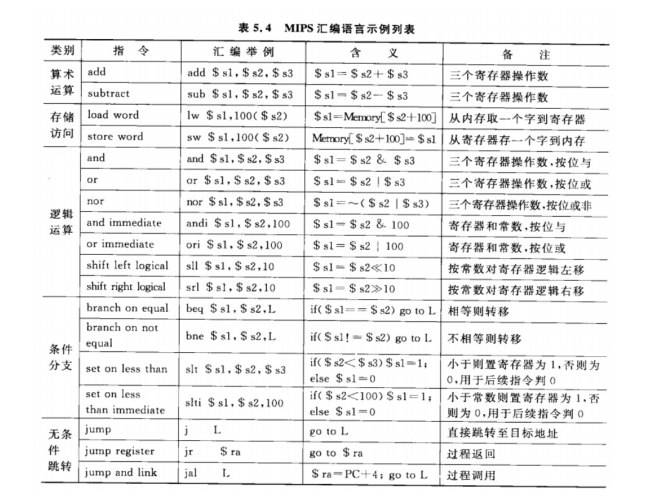 表 5.4 MIPS 汇编语言示例列表
类别 指 令 汇 编 举 例 含 义 备 注
算术运算 add add $s1,$s2,$s3 $s1=$s2+$s3 三个寄存器操作数
subtract sub $s1,$s2,$s3 $s1=$s2-$s3 三个寄存器操作数
存储访问 load word lw $s1,100($s2) $s1=Memory[$s2+100] 从内存取一个字到寄存器
store word sw $s1,100($s2) Memory[$s2+100]=$s1 从寄存器存一个字到内存
逻辑运算 and and $s1,$s2,$s3 $s1=$s2 & $s3 三个寄存器操作数,按位与
or or $s1,$s2,$s3 $s1=$s2 | $s3 三个寄存器操作数,按位或
nor nor $s1,$s2,$s3 $s1=~($s2 | $s3) 三个寄存器操作数,按位或非
and immediate andi $s1,$s2,100 $s1=$s2 & 100 寄存器和常数,按位与
or immediate ori $s1,$s2,100 $s1=$s2 | 100 寄存器和常数,按位或
shift left logical sll $s1,$s2,10 $s1=$s2≪10 按常数对寄存器逻辑左移
shift right logical srl $s1,$s2,10 $s1=$s2≫10 按常数对寄存器逻辑右移
条件分支 branch on equal beq $s1,$s2,L if($s1==$s2) go to L 相等则转移
branch on not equal bne $s1,$s2,L if($s1!=$s2) go to L 不相等则转移
set on less than slt $s1,$s2,$s3 if($s2<$s3) $s1=1; else $s1=0 小于则置寄存器为 1,否则为 0,用于后续指令判 0
set on less than immediate slti $s1,$s2,100 if($s2<100) $s1=1; else $s1=0 小于常数则置寄存器为 1,否则为 0,用于后续指令判 0
无条件跳转 jump j L go to L 直接跳转至目标地址
jump register jr $ra go to $ra 过程返回
jump and link jal L $ra=PC+4; go to L 过程调用